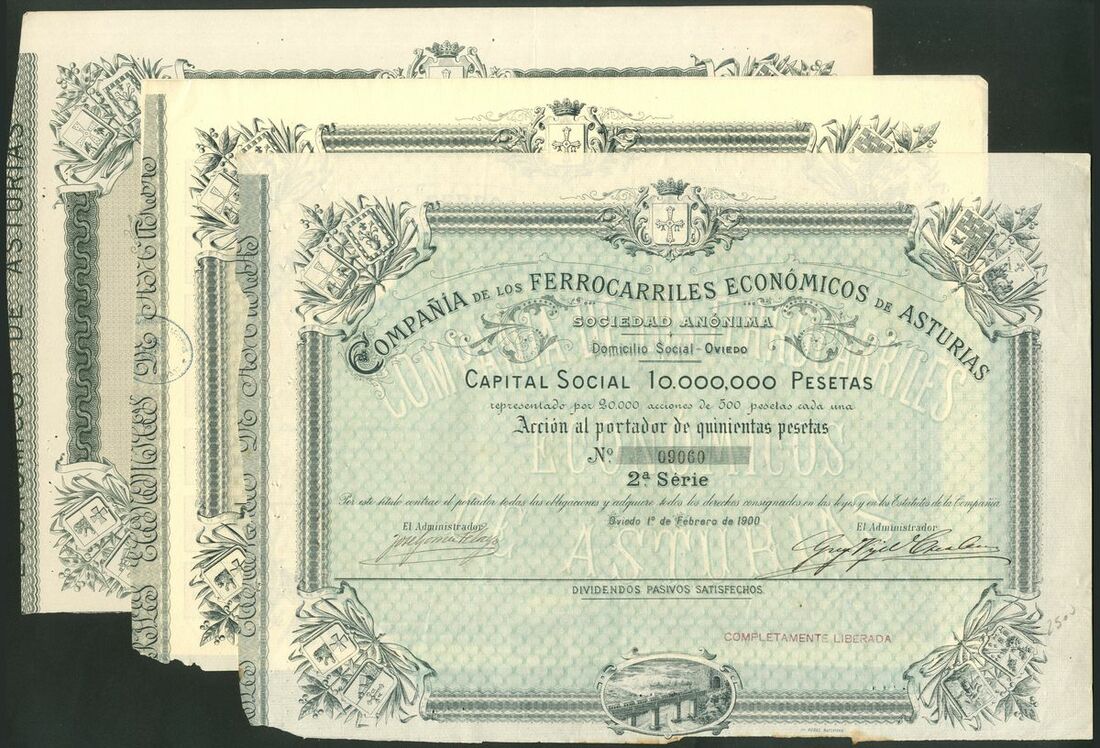 COMPAÑÍA DE LOS FERROCARRILES ECONÓMICOS DE ASTURIAS
SOCIEDAD ANÓNIMA
Domicilio Social - OVIEDO
CAPITAL SOCIAL 10.000,000 PESETAS
representado por 20.000 acciones de 500 pesetas cada una
Acción al portador de quinientas pesetas
Nº 09060
2ª Série
Por este título contrae el portador todas las obligaciones y adquiere todos los derechos consignados en las leyes y en los Estatutos de la Compañía
Oviedo 1º de Febrero de 1900
El Administrador
El Administrador
DIVIDENDOS PASIVOS SATISFECHOS
COMPLETAMENTE LIBERADA
DE ASTURIAS